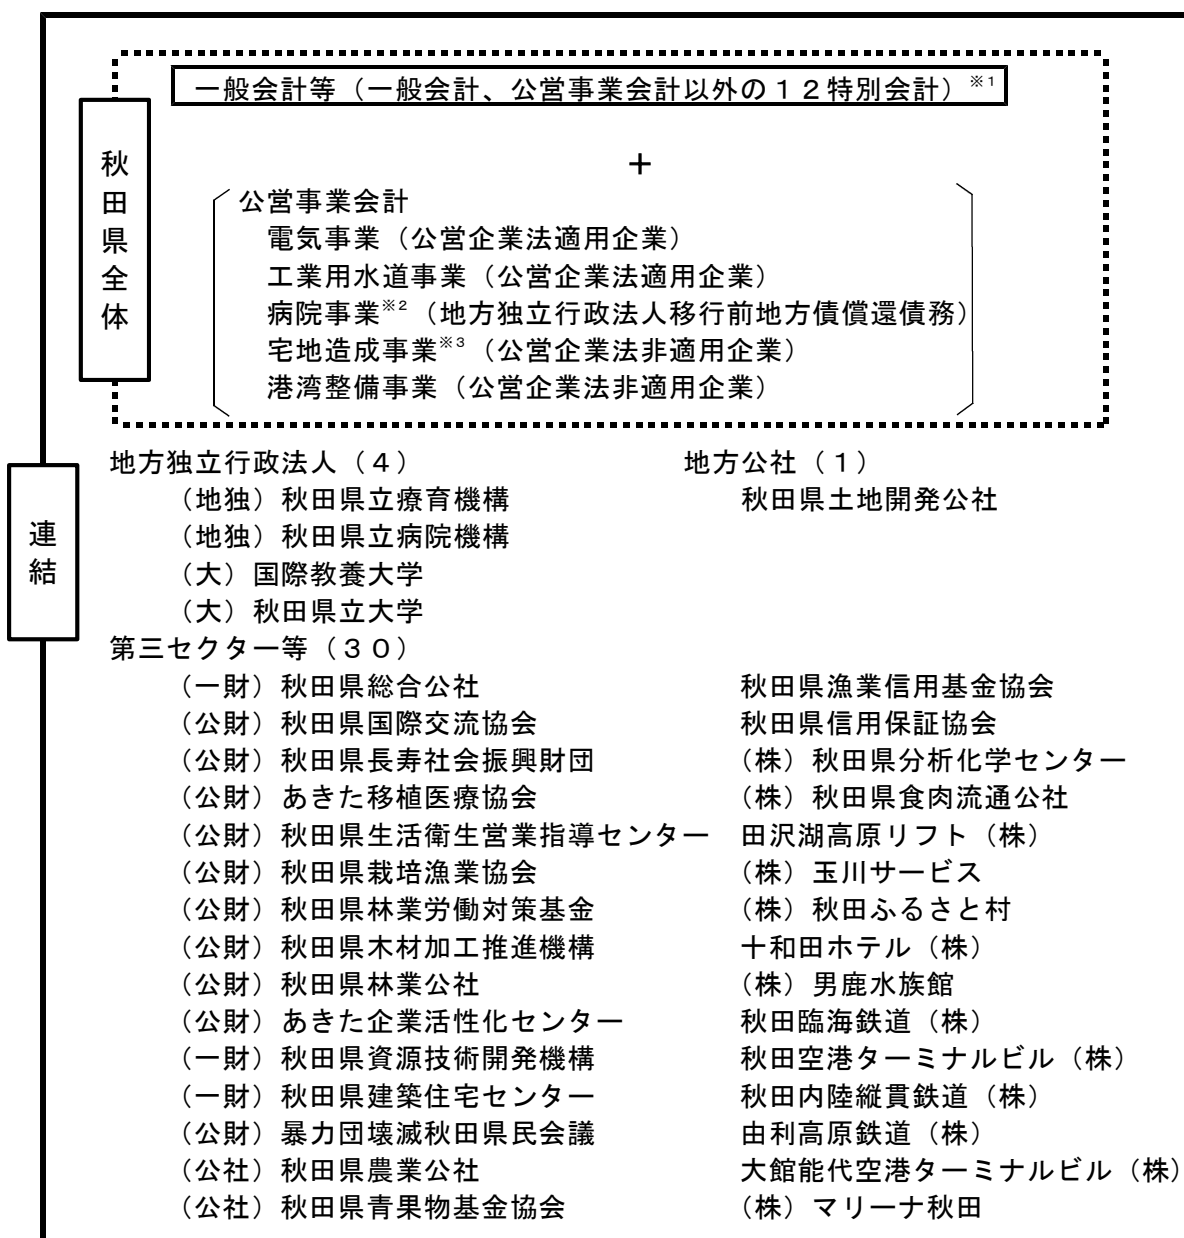 一般会計等（一般会計、公営事業会計以外の１２特別会計）※1
秋田県全体
＋
公営事業会計
電気事業（公営企業法適用企業）
工業用水道事業（公営企業法適用企業）
病院事業※2（地方独立行政法人移行前地方債償還債務）
宅地造成事業※3（公営企業法非適用企業）
港湾整備事業（公営企業法非適用企業）
連結
地方独立行政法人（４）
（地独）秋田県立療育機構
（地独）秋田県立病院機構
（大）国際教養大学
（大）秋田県立大学
地方公社（１）
秋田県土地開発公社
第三セクター等（３０）
（一財）秋田県総合公社
（公財）秋田県国際交流協会
（公財）秋田県長寿社会振興財団
（公財）あきた移植医療協会
（公財）秋田県生活衛生営業指導センター
（公財）秋田県栽培漁業協会
（公財）秋田県林業労働対策基金
（公財）秋田県木材加工推進機構
（公財）秋田県林業公社
（公財）あきた企業活性化センター
（一財）秋田県資源技術開発機構
（一財）秋田県建築住宅センター
（公財）暴力団壊滅秋田県民会議
（公社）秋田県農業公社
（公社）秋田県青果物基金協会
秋田県漁業信用基金協会
秋田県信用保証協会
（株）秋田県分析化学センター
（株）秋田県食肉流通公社
田沢湖高原リフト（株）
（株）玉川サービス
（株）秋田ふるさと村
十和田ホテル（株）
（株）男鹿水族館
秋田臨海鉄道（株）
秋田空港ターミナルビル（株）
秋田内陸縦貫鉄道（株）
由利高原鉄道（株）
大館能代空港ターミナルビル（株）
（株）マリーナ秋田